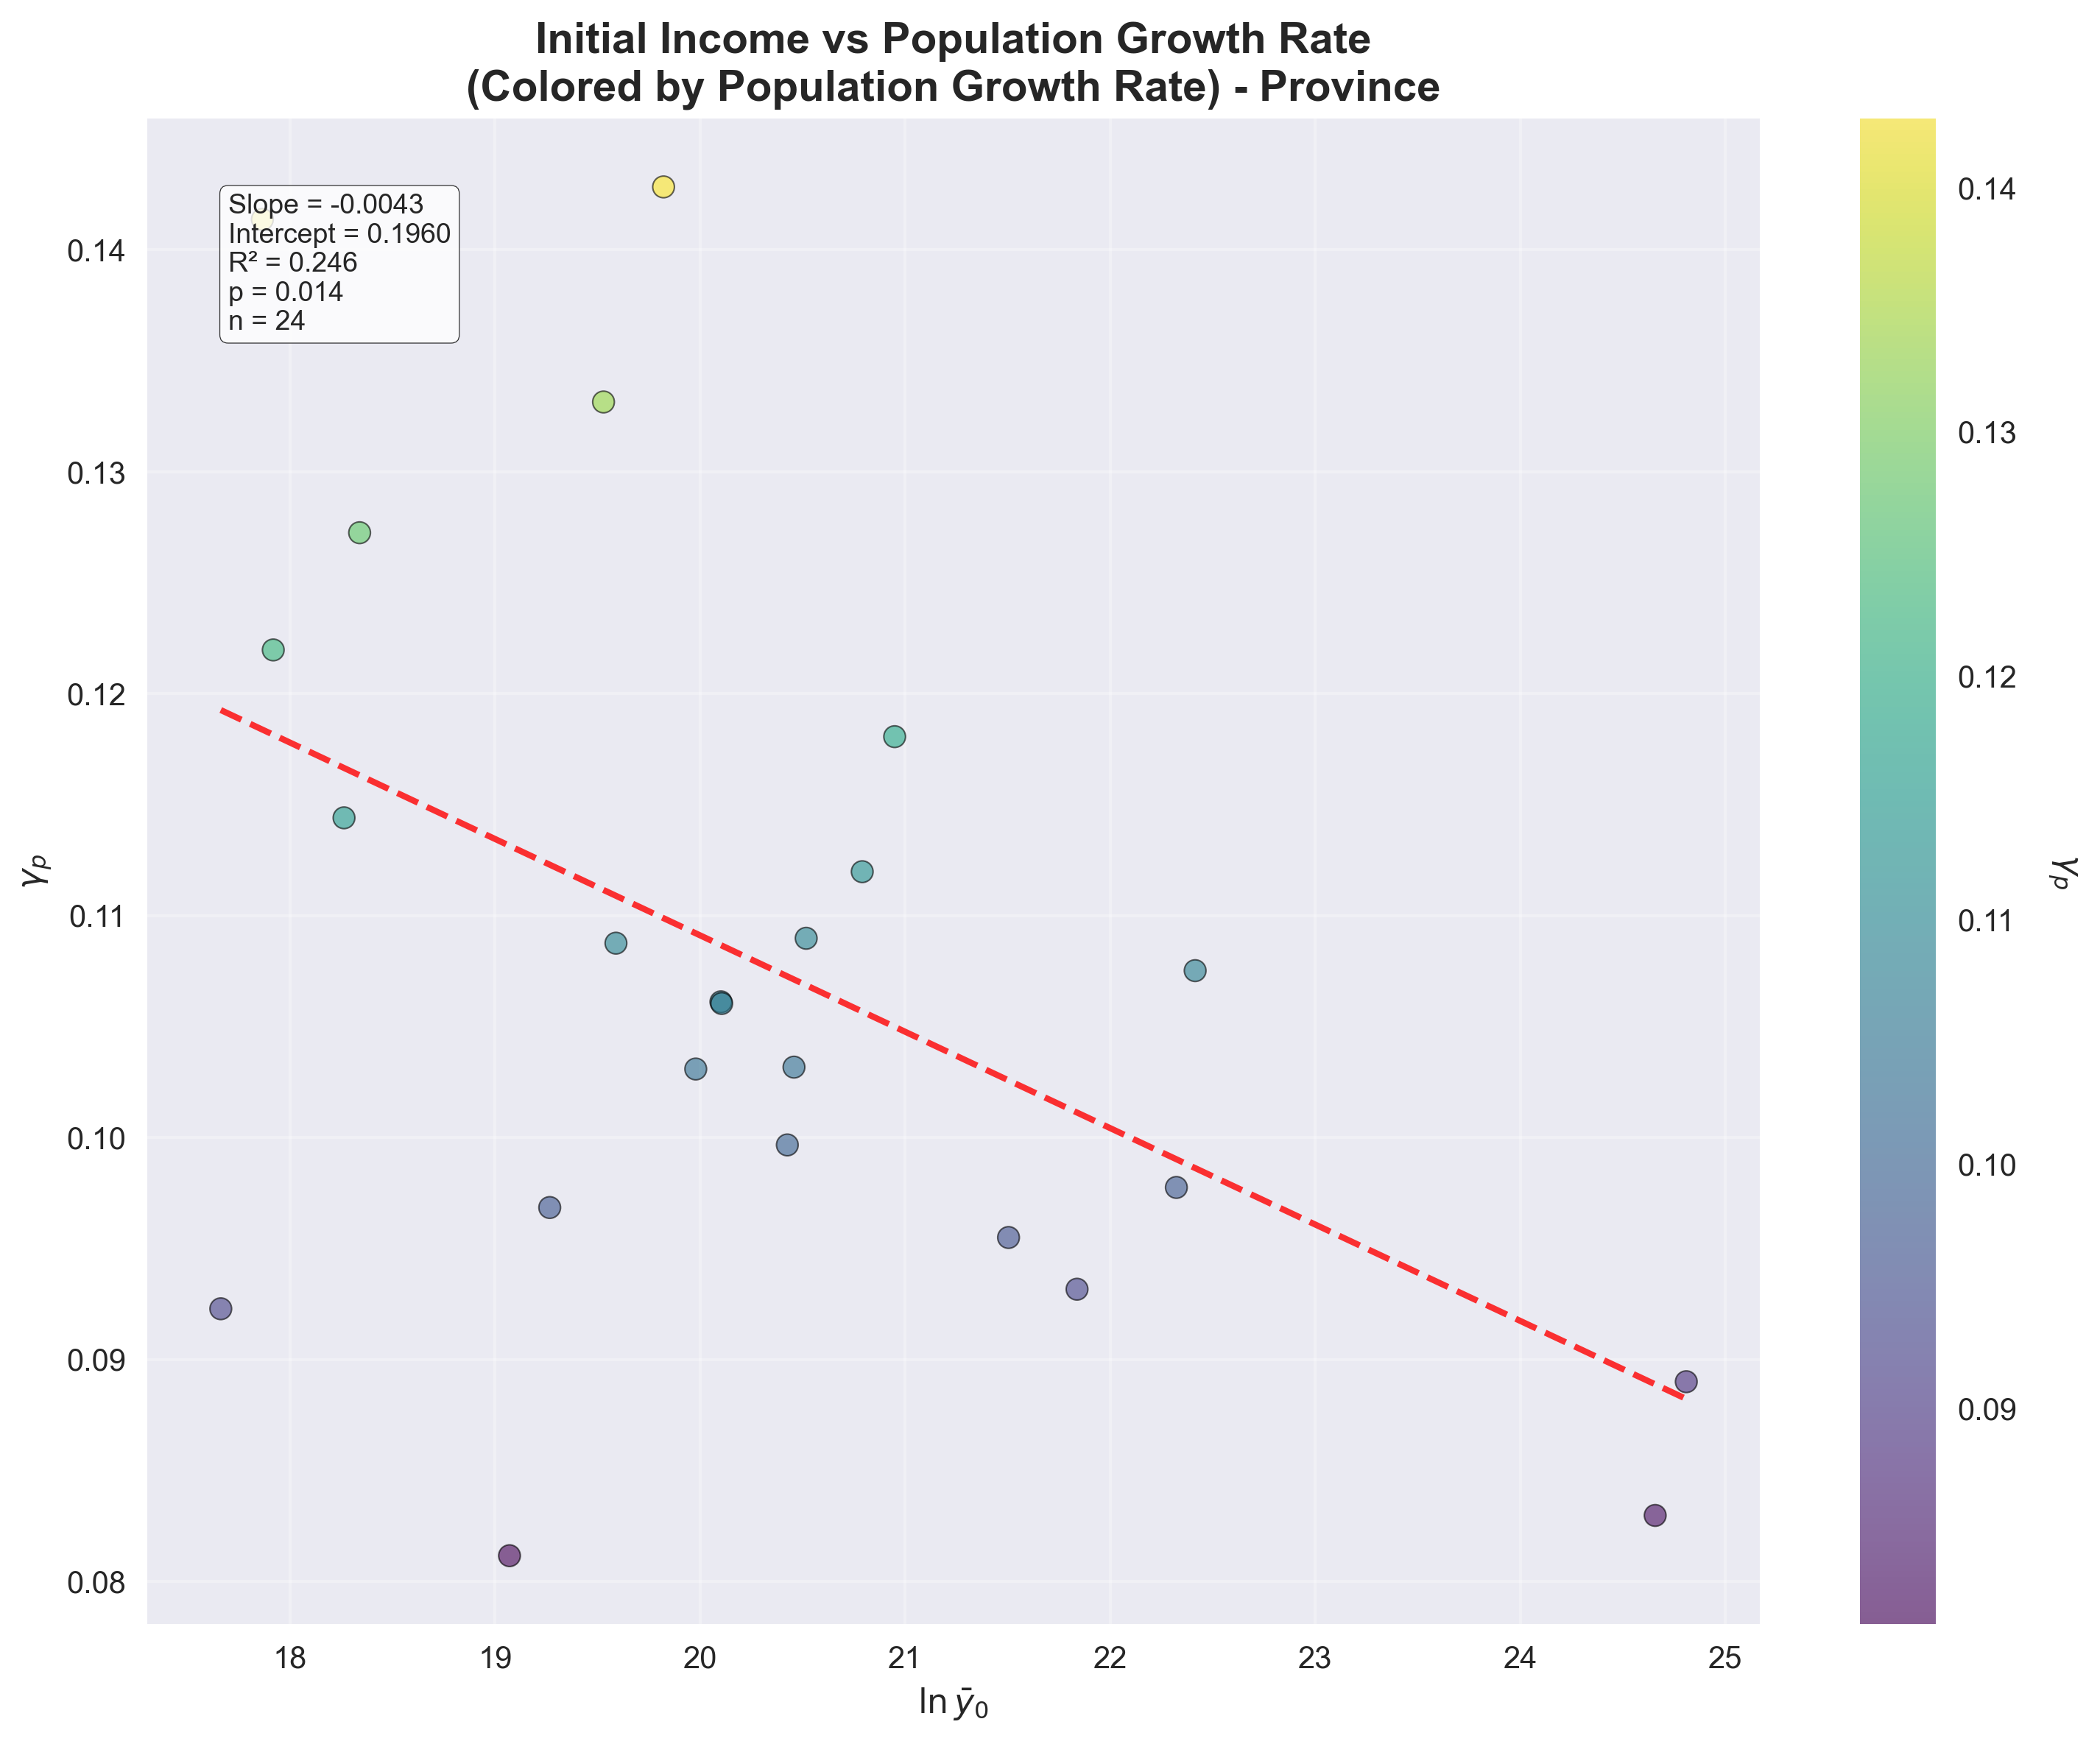 Initial Income vs Population Growth Rate
(Colored by Population Growth Rate) - Province
Slope = -0.0043
Intercept = 0.1960
R² = 0.246
p = 0.014
n = 24
0.14
0.13
0.12
0.11
0.10
0.09
0.08
γp
18 19 20 21 22 23 24 25
ln ȳ₀
0.14
0.13
0.12
0.11
0.10
0.09
γp